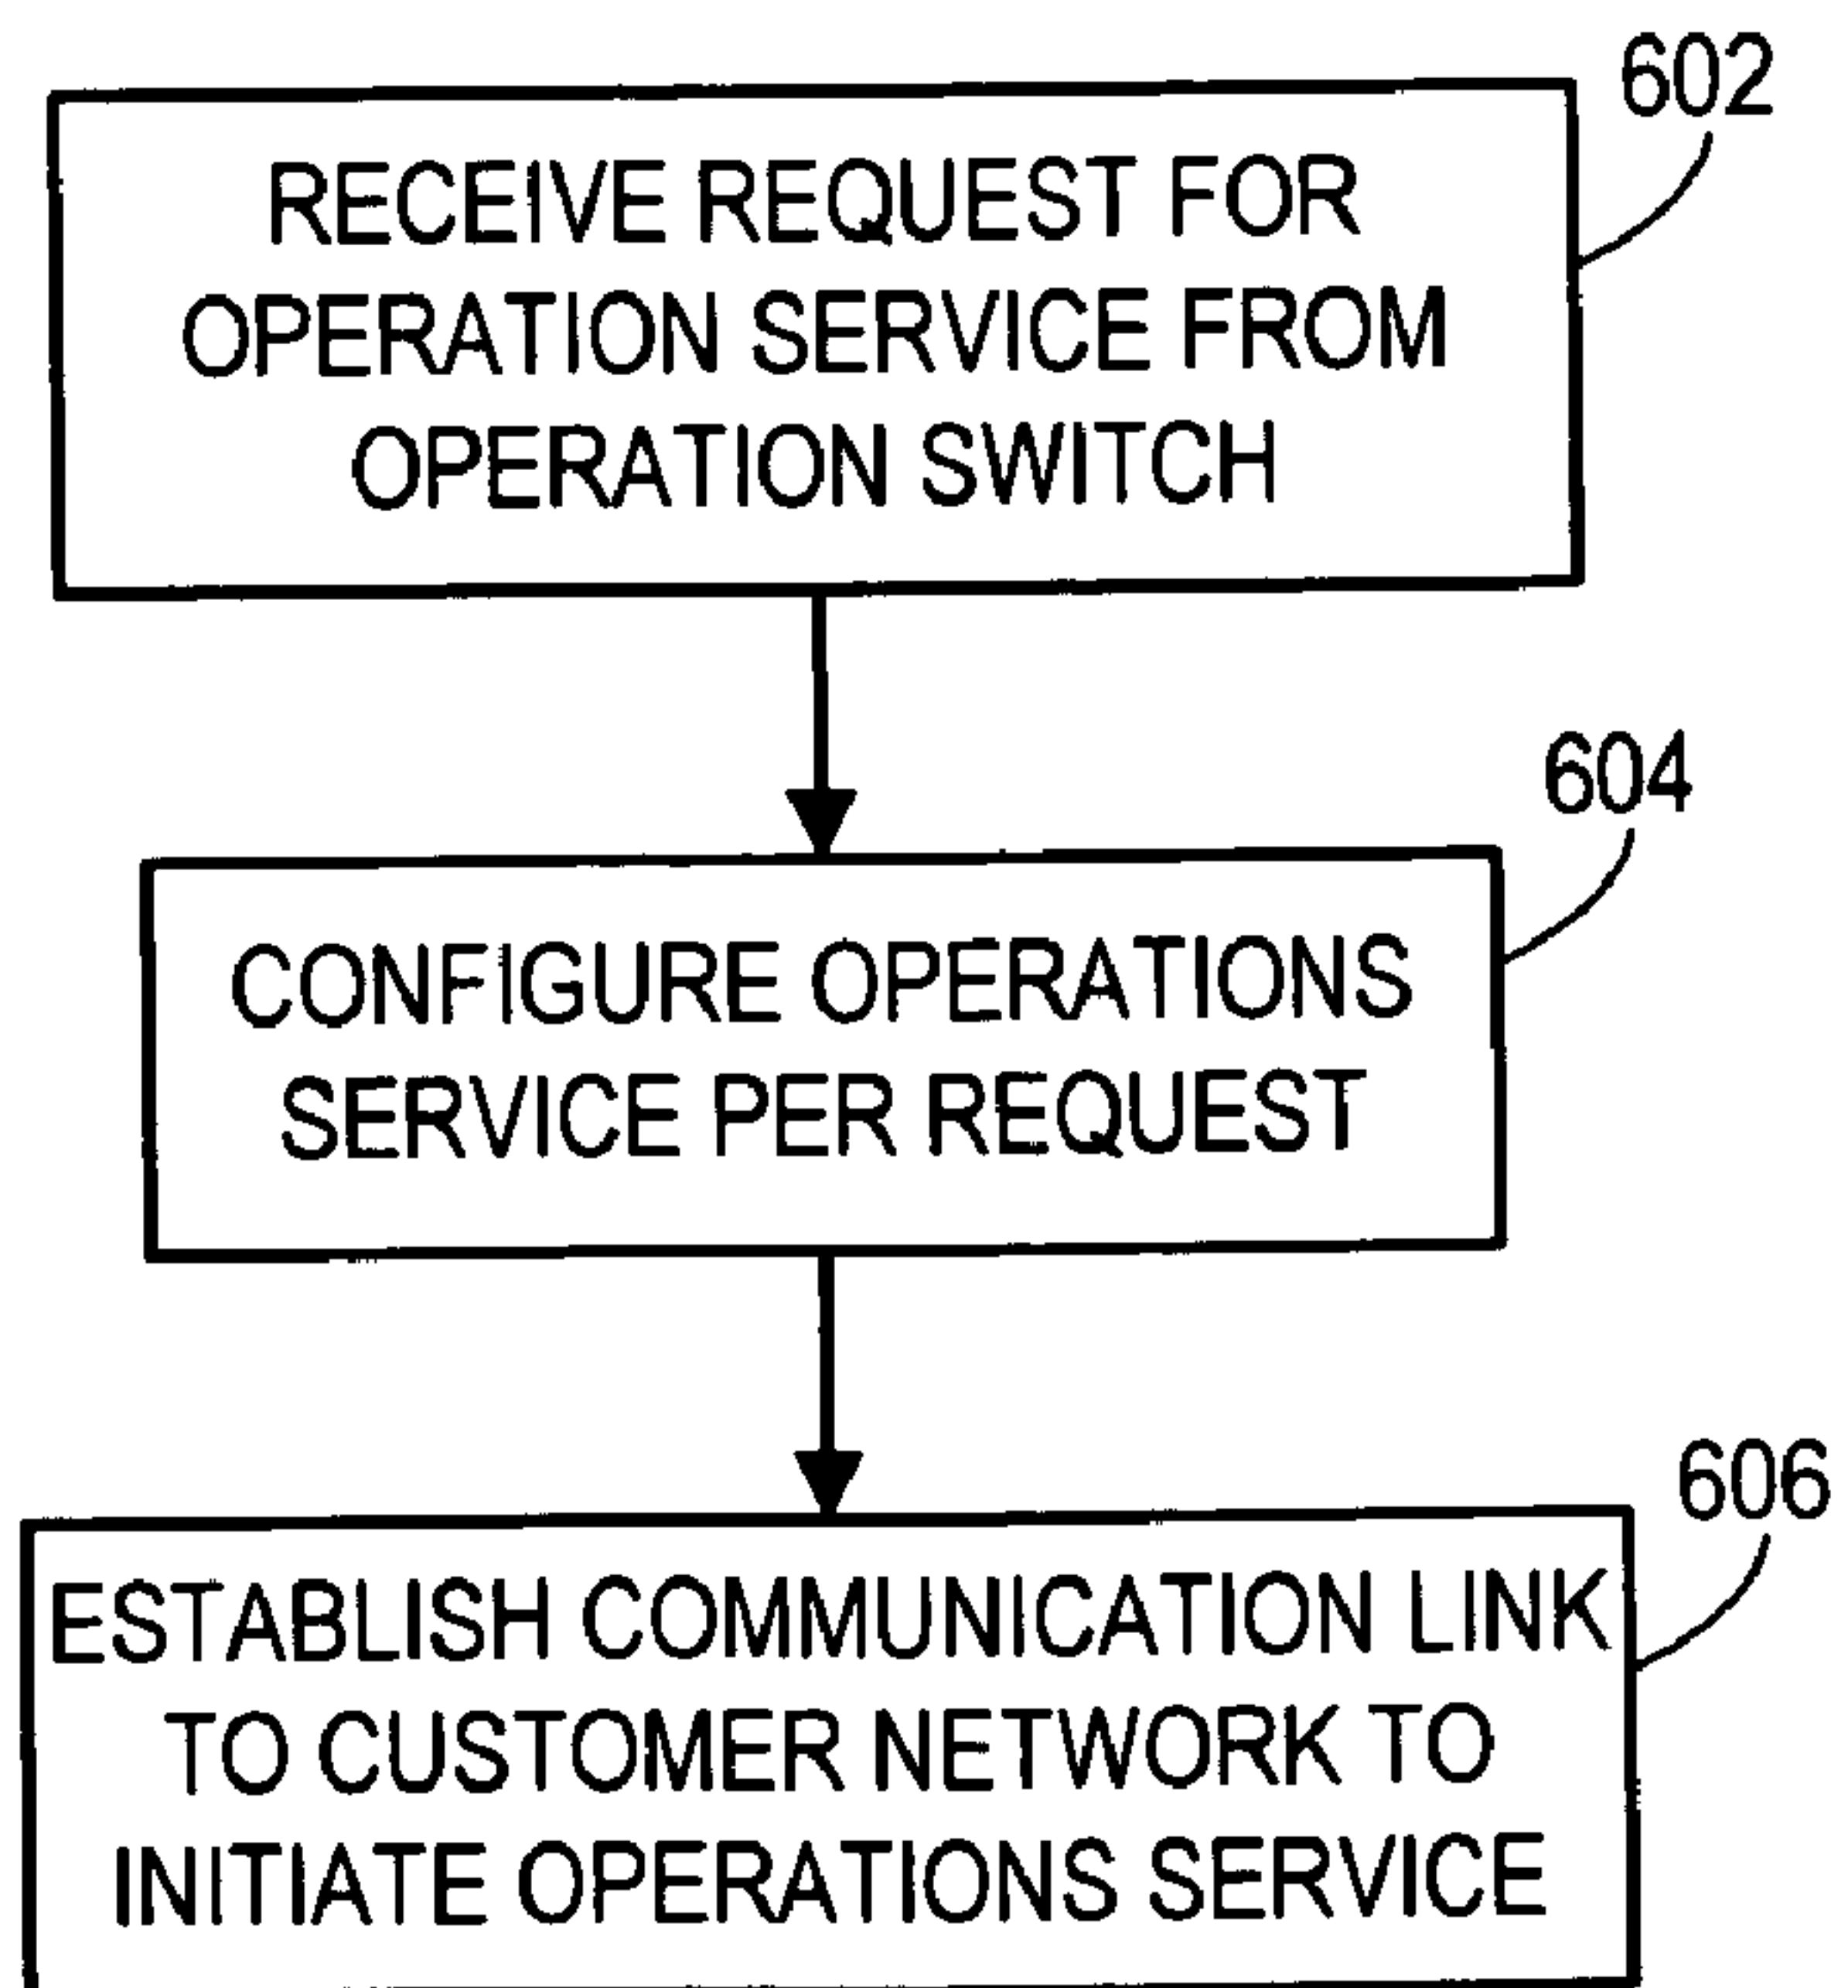 602
RECEIVE REQUEST FOR
OPERATION SERVICE FROM
OPERATION SWITCH
604
CONFIGURE OPERATIONS
SERVICE PER REQUEST
606
ESTABLISH COMMUNICATION LINK
TO CUSTOMER NETWORK TO
INITIATE OPERATIONS SERVICE